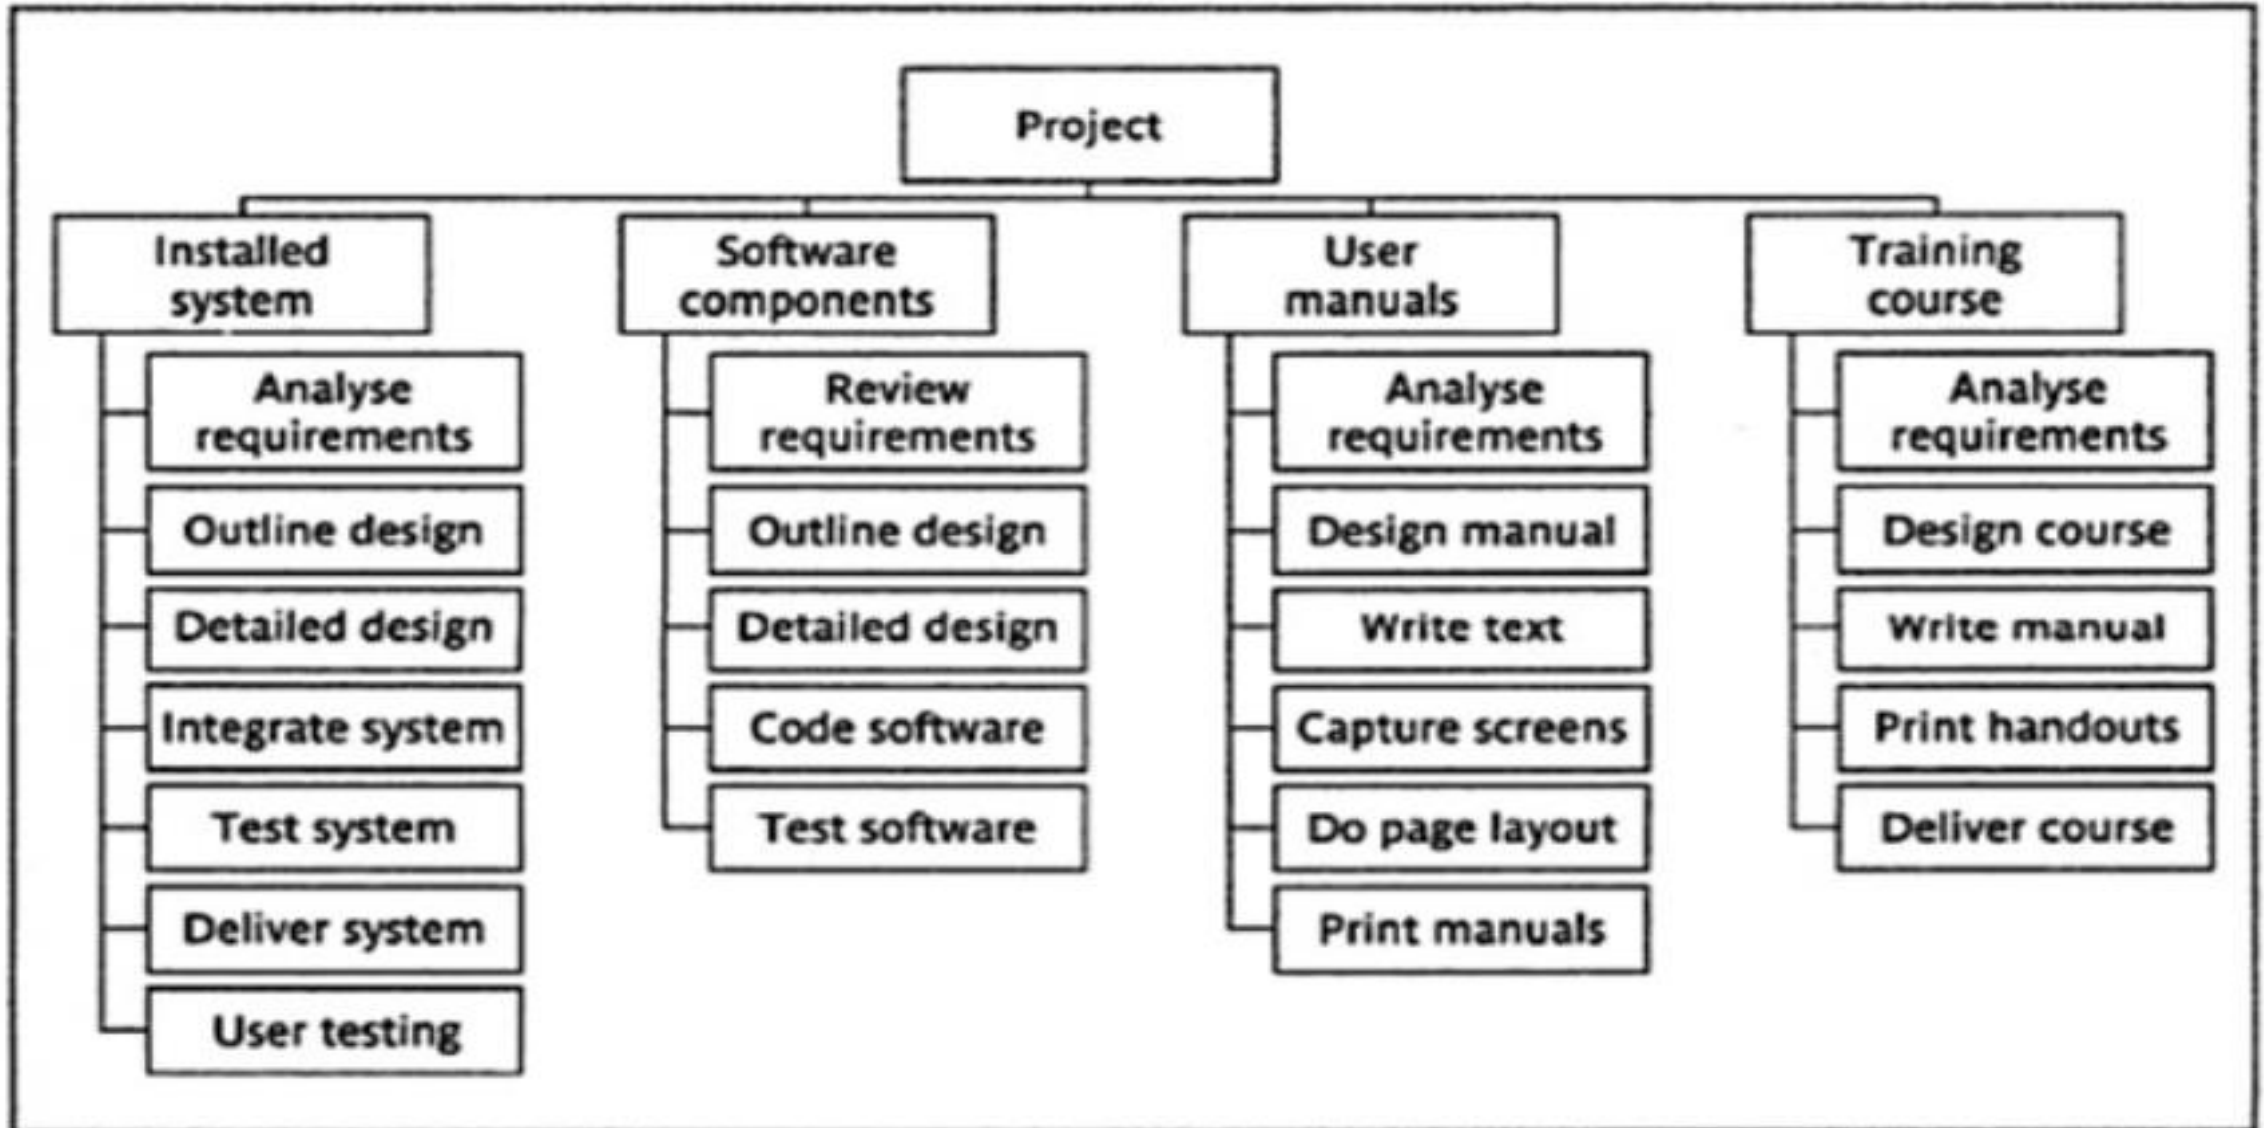 Project
Installed
system
Analyse
requirements
Outline design
Detailed design
Integrate system
Test system
Deliver system
User testing
Software
components
Review
requirements
Outline design
Detailed design
Code software
Test software
User
manuals
Analyse
requirements
Design manual
Write text
Capture screens
Do page layout
Print manuals
Training
course
Analyse
requirements
Design course
Write manual
Print handouts
Deliver course